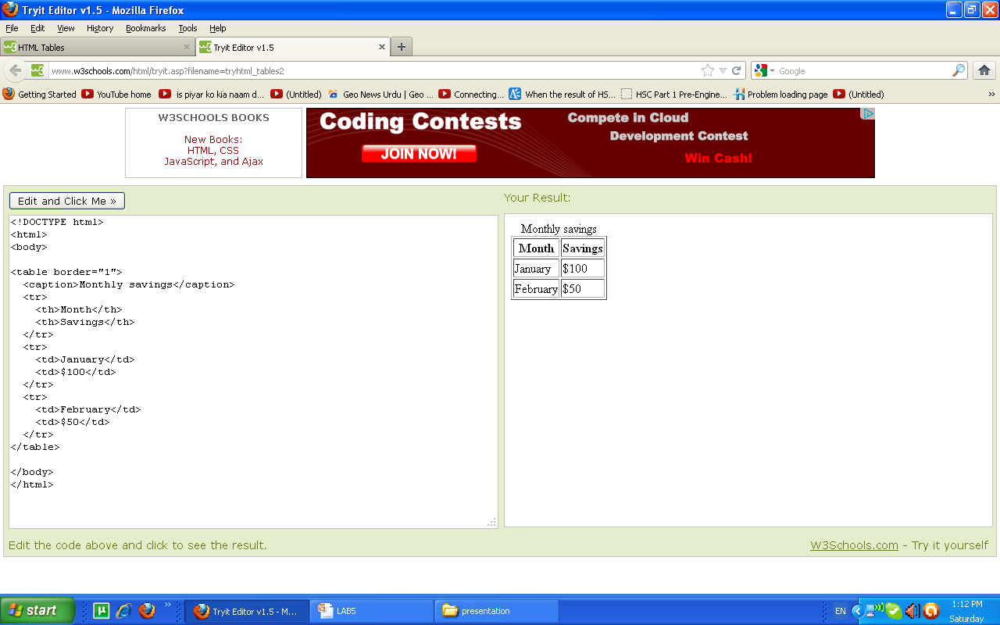 Tryit Editor v1.5 - Mozilla Firefox
File Edit View History Bookmarks Tools Help
HTML Tables
Tryit Editor v1.5
www.w3schools.com/html/tryit.asp?filename=tryhtml_tables2
Google
Getting Started YouTube home is piyar ko kia naam d... (Untitled) Geo News Urdu | Geo ... Connecting... When the result of HS... HSC Part 1 Pre-Engine... Problem loading page (Untitled) »
W3SCHOOLS BOOKS
New Books:
HTML, CSS
JavaScript, and Ajax
Coding Contests
JOIN NOW!
Compete in Cloud
Development Contest
Win Cash!
Edit and Click Me »
<!DOCTYPE html>
<html>
<body>

<table border="1">
  <caption>Monthly savings</caption>
  <tr>
    <th>Month</th>
    <th>Savings</th>
  </tr>
  <tr>
    <td>January</td>
    <td>$100</td>
  </tr>
  <tr>
    <td>February</td>
    <td>$50</td>
  </tr>
</table>

</body>
</html>
Your Result:
Monthly savings
Month Savings
January $100
February $50
Edit the code above and click to see the result.
W3Schools.com - Try it yourself
start
»
Tryit Editor v1.5 - M...
LAB5
presentation
EN
1:12 PM
Saturday